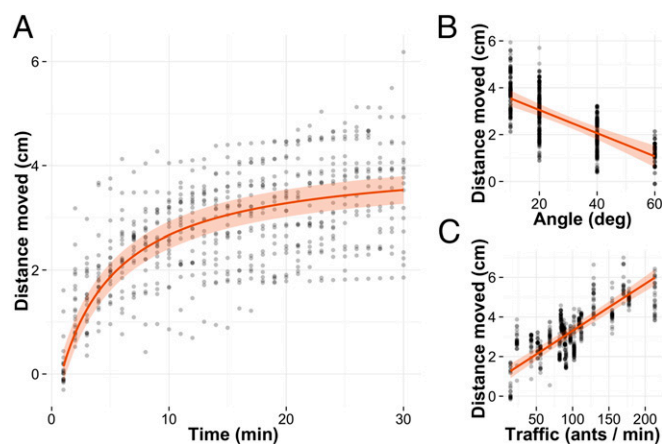 A
Distance moved (cm)
6
4
2
0
0
10
20
30
Time (min)
B
Distance moved (cm)
6
4
2
0
20
40
60
Angle (deg)
C
Distance moved (cm)
6
4
2
0
50
100
150
200
Traffic (ants / min)